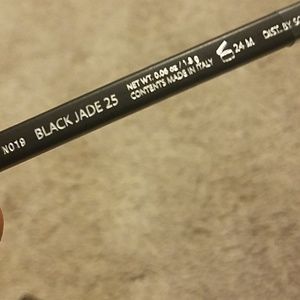 N019
BLACK JADE 25
NET WT. 0.06 oz / 1.8 g
CONTENTS MADE IN ITALY
24 M
DIST. BY